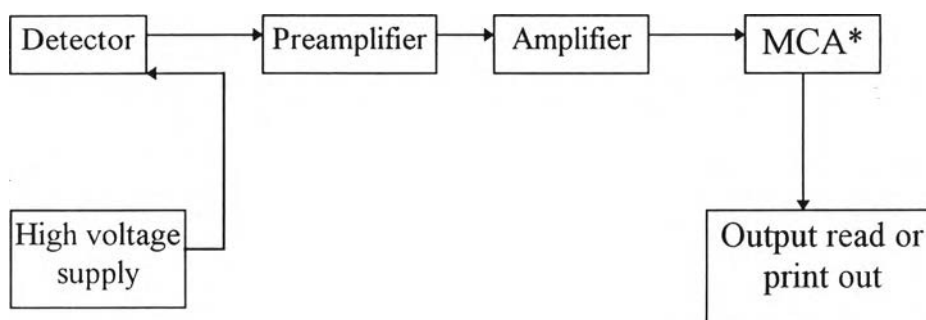 Detector
Preamplifier
Amplifier
MCA*
High voltage
supply
Output read or
print out